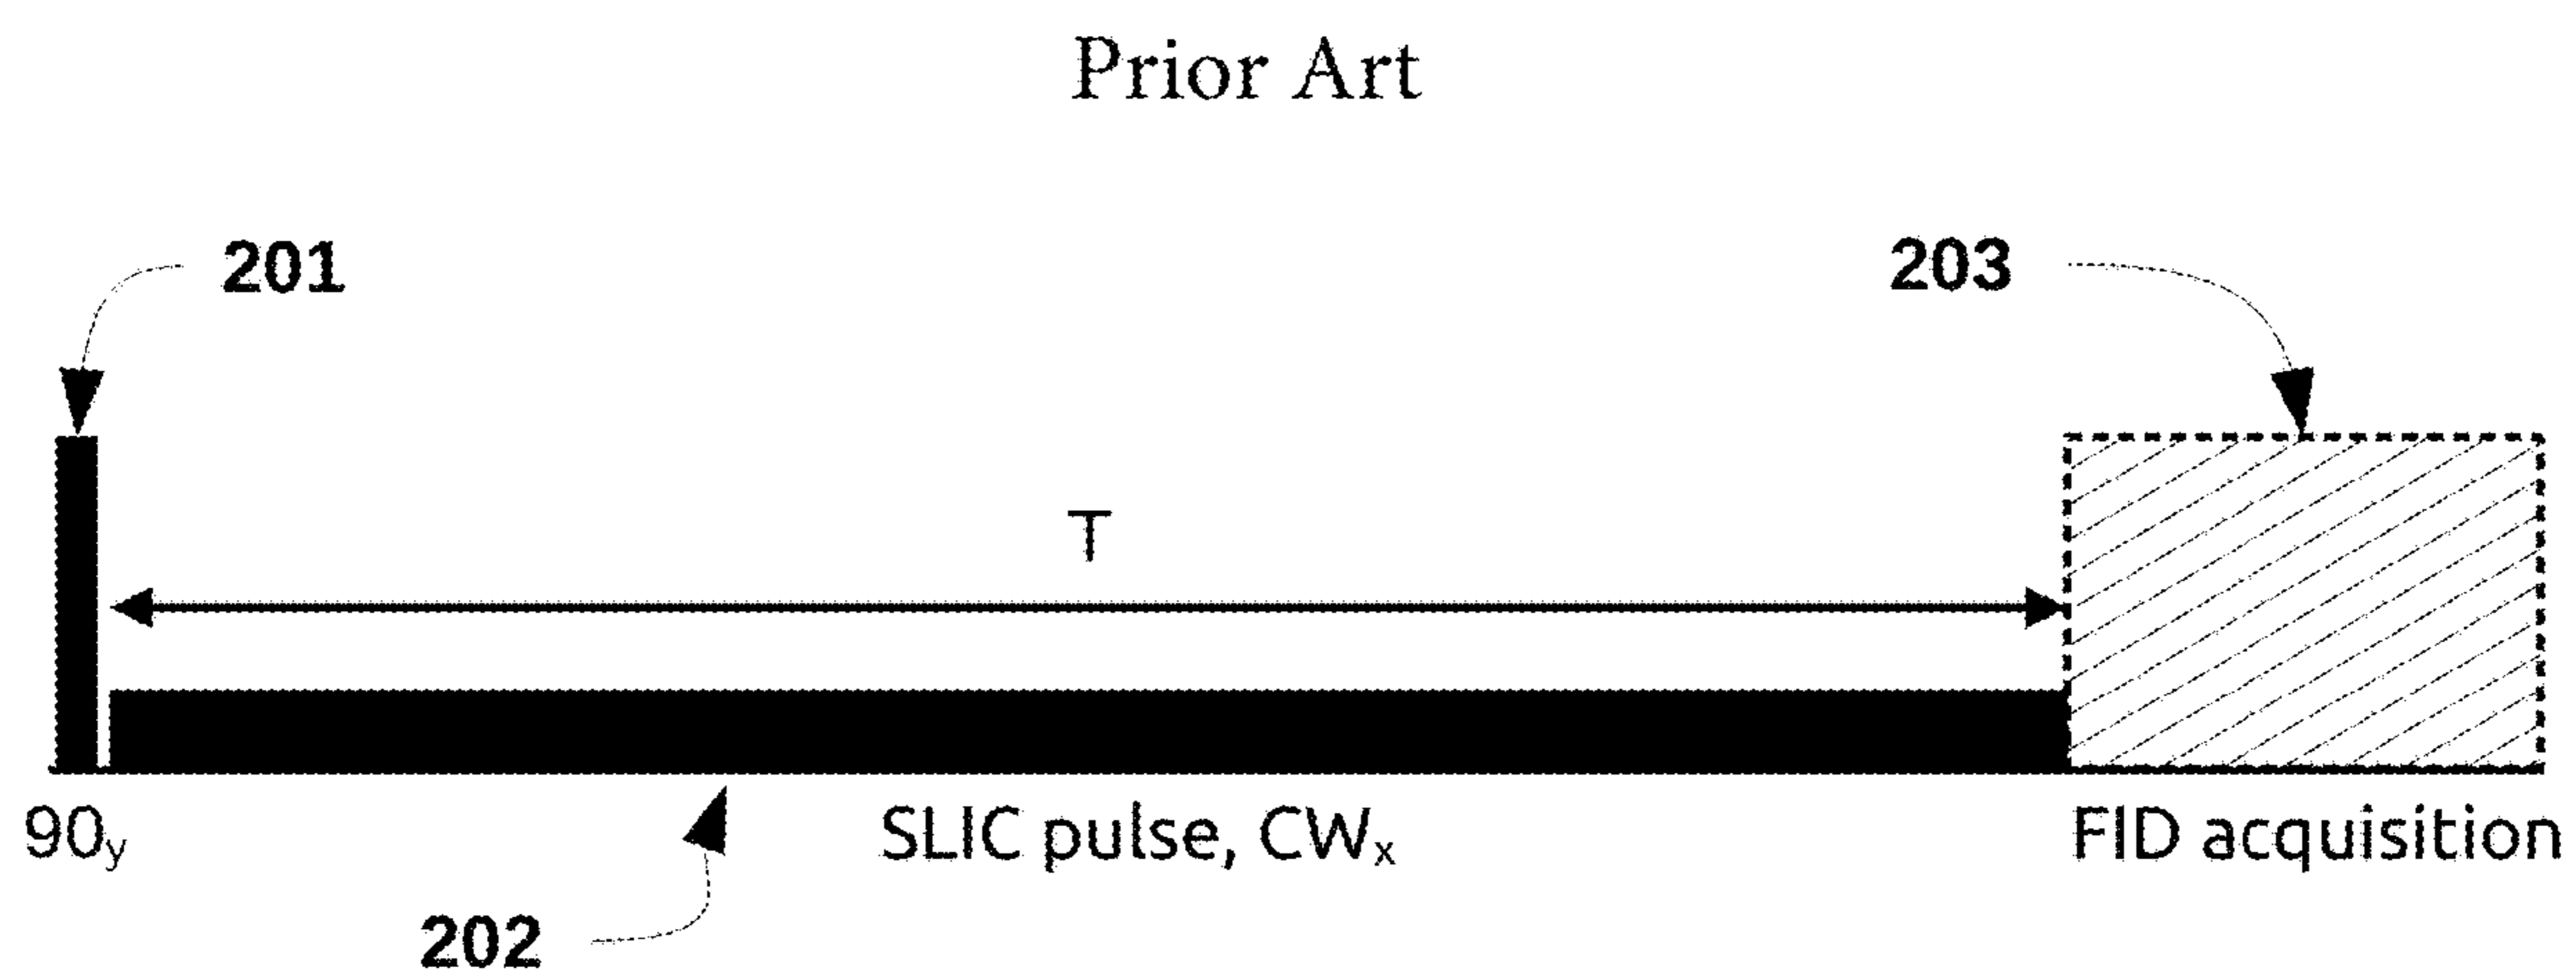 Prior Art
201
203
T
90y
SLIC pulse, CWx
FID acquisition
202